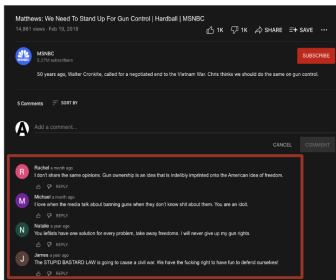 Matthews: We Need To Stand Up For Gun Control | Hardball | MSNBC
14,881 views · Feb 19, 2018
1K 1K SHARE SAVE
MSNBC
5.27M subscribers
SUBSCRIBE
50 years ago, Walter Cronkite, called for a negotiated end to the Vietnam War. Chris thinks we should do the same on gun control.
5 Comments SORT BY
Add a comment...
CANCEL COMMENT
R
Rachel a month ago
I don't share the same opinions. Gun ownership is an idea that is indelibly imprinted onto the American idea of freedom.
REPLY
M
Michael a month ago
I love when the media talk about banning guns when they don't know shit about them. You are an idiot.
REPLY
N
Natalie a year ago
You leftists have one solution for every problem, take away freedoms. I will never give up my gun rights.
REPLY
J
James a year ago
The STUPID BASTARD LAW is going to cause a civil war. We have the fucking right to have fun to defend ourselves!
REPLY